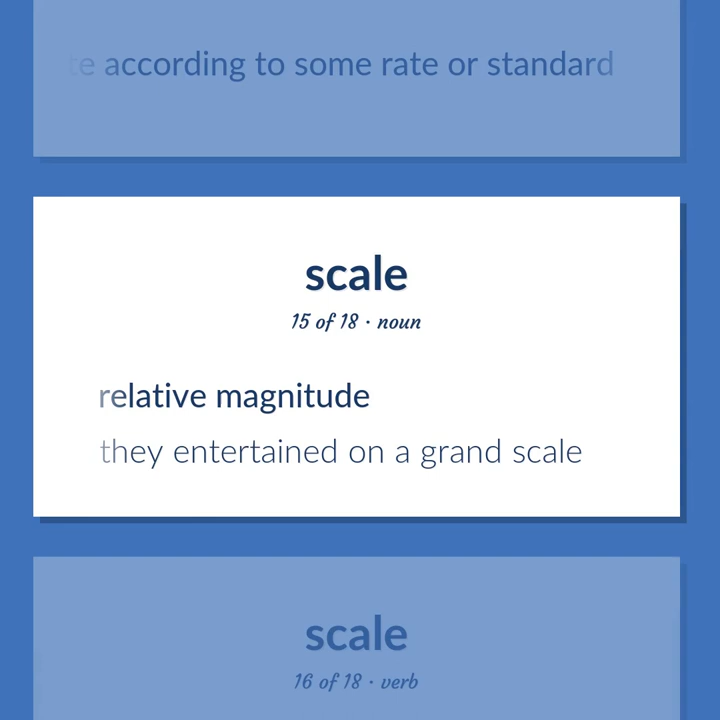 according to some rate or standard
scale
15 of 18 · noun
relative magnitude
they entertained on a grand scale
scale
16 of 18 · verb